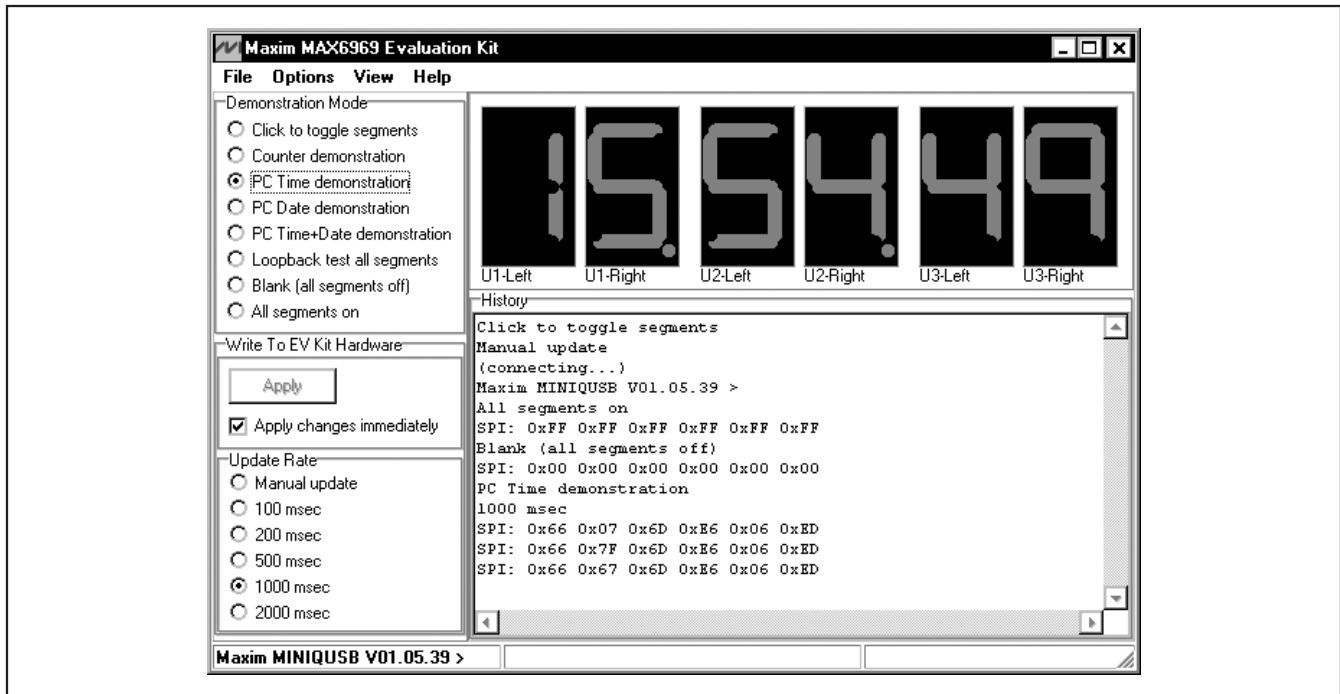 Maxim MAX6969 Evaluation Kit
File Options View Help
Demonstration Mode
Click to toggle segments
Counter demonstration
PC Time demonstration
PC Date demonstration
PC Time+Date demonstration
Loopback test all segments
Blank (all segments off)
All segments on
Write To EV Kit Hardware
Apply
Apply changes immediately
Update Rate
Manual update
100 msec
200 msec
500 msec
1000 msec
2000 msec
15.54.49
U1-Left U1-Right U2-Left U2-Right U3-Left U3-Right
History
Click to toggle segments
Manual update
(connecting...)
Maxim MINIQUSB V01.05.39 >
All segments on
SPI: 0xFF 0xFF 0xFF 0xFF 0xFF 0xFF
Blank (all segments off)
SPI: 0x00 0x00 0x00 0x00 0x00 0x00
PC Time demonstration
1000 msec
SPI: 0x66 0x07 0x6D 0xE6 0x06 0xED
SPI: 0x66 0x7F 0x6D 0xE6 0x06 0xED
SPI: 0x66 0x67 0x6D 0xE6 0x06 0xED
Maxim MINIQUSB V01.05.39 >